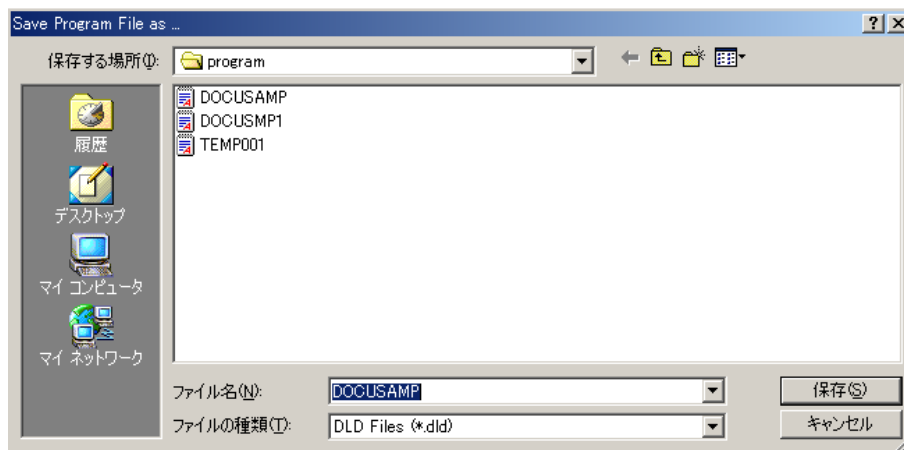 Save Program File as ...
保存する場所(I):
program
DOCUSAMP
DOCUSMP1
TEMP001
履歴
デスクトップ
マイ コンピュータ
マイ ネットワーク
ファイル名(N):
DOCUSAMP
保存(S)
ファイルの種類(T):
DLD Files (*.dld)
キャンセル